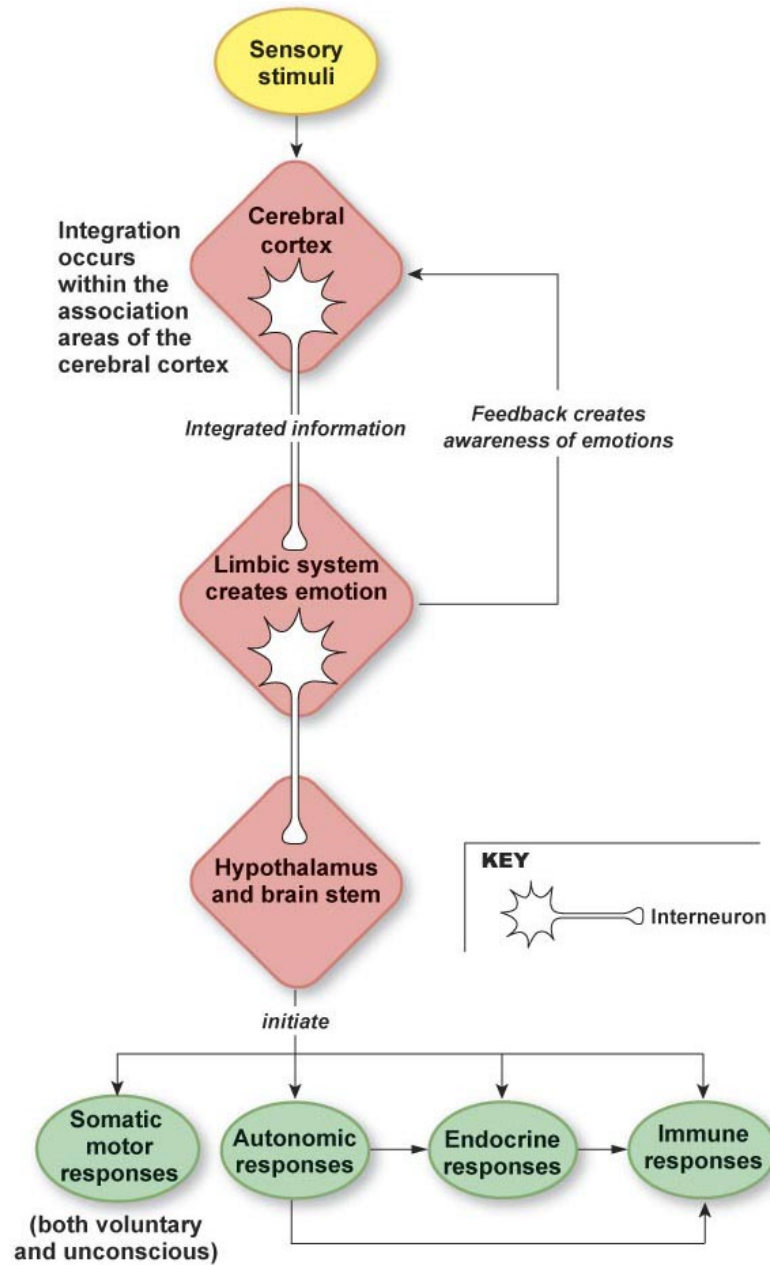 Sensory
stimuli
Cerebral
cortex
Integration
occurs
within the
association
areas of the
cerebral cortex
Integrated information
Feedback creates
awareness of emotions
Limbic system
creates emotion
Hypothalamus
and brain stem
KEY
Interneuron
initiate
Somatic
motor
responses
Autonomic
responses
Endocrine
responses
Immune
responses
(both voluntary
and unconscious)